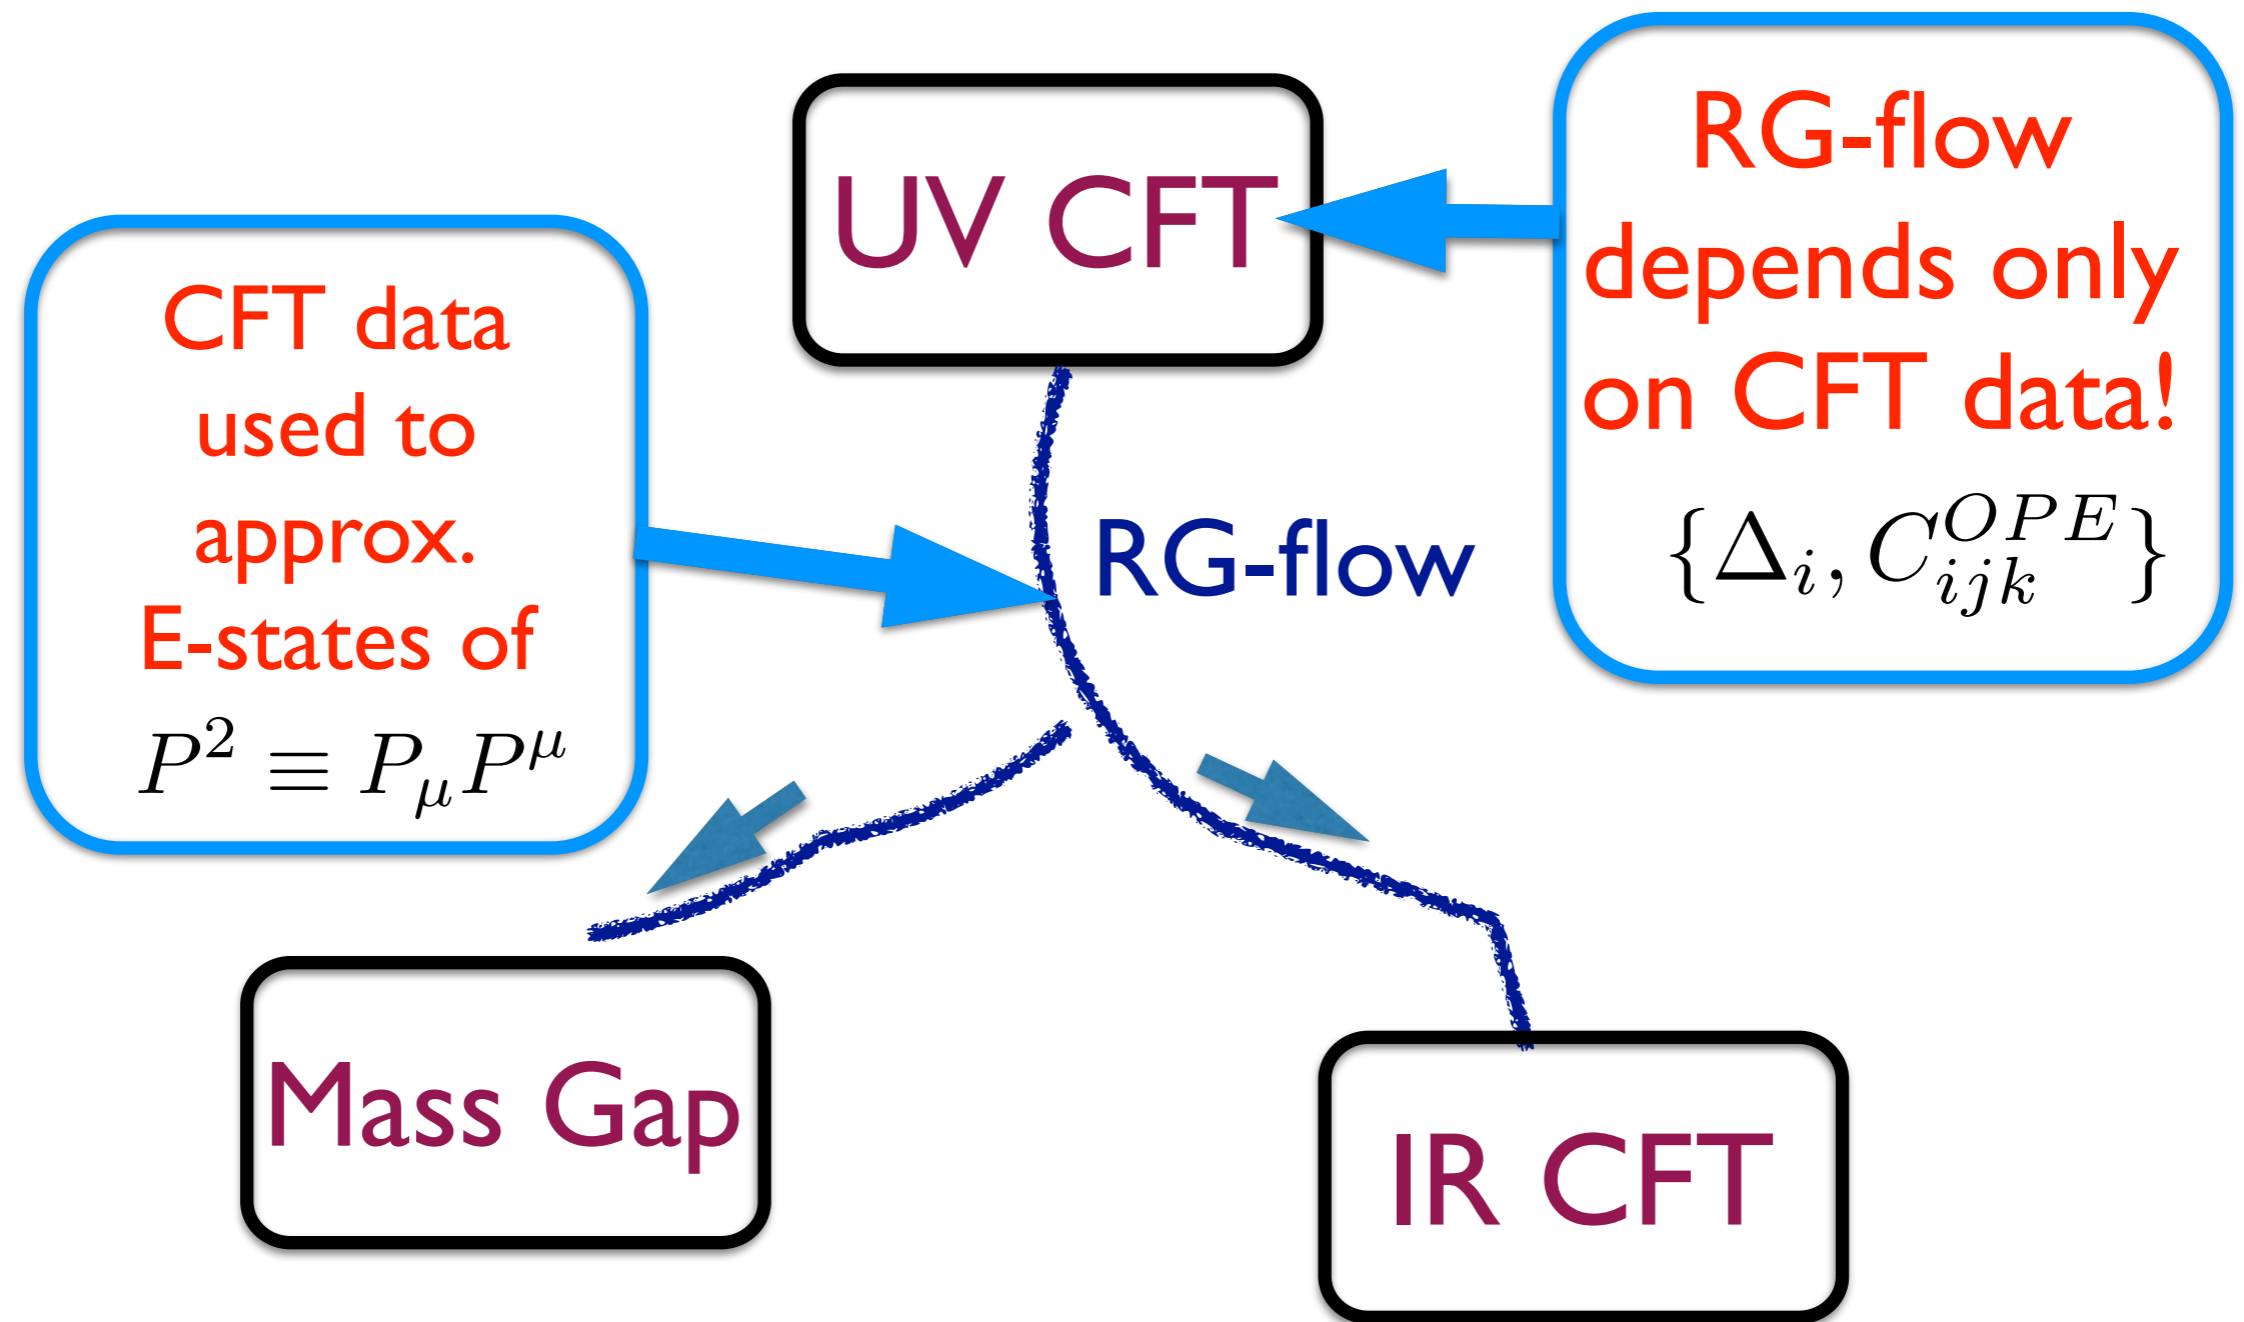 UV CFT
RG-flow
depends only
on CFT data!
{Δ_i, C_{ijk}^{OPE}}
CFT data
used to
approx.
E-states of
P^2 ≡ P_μ P^μ
RG-flow
Mass Gap
IR CFT